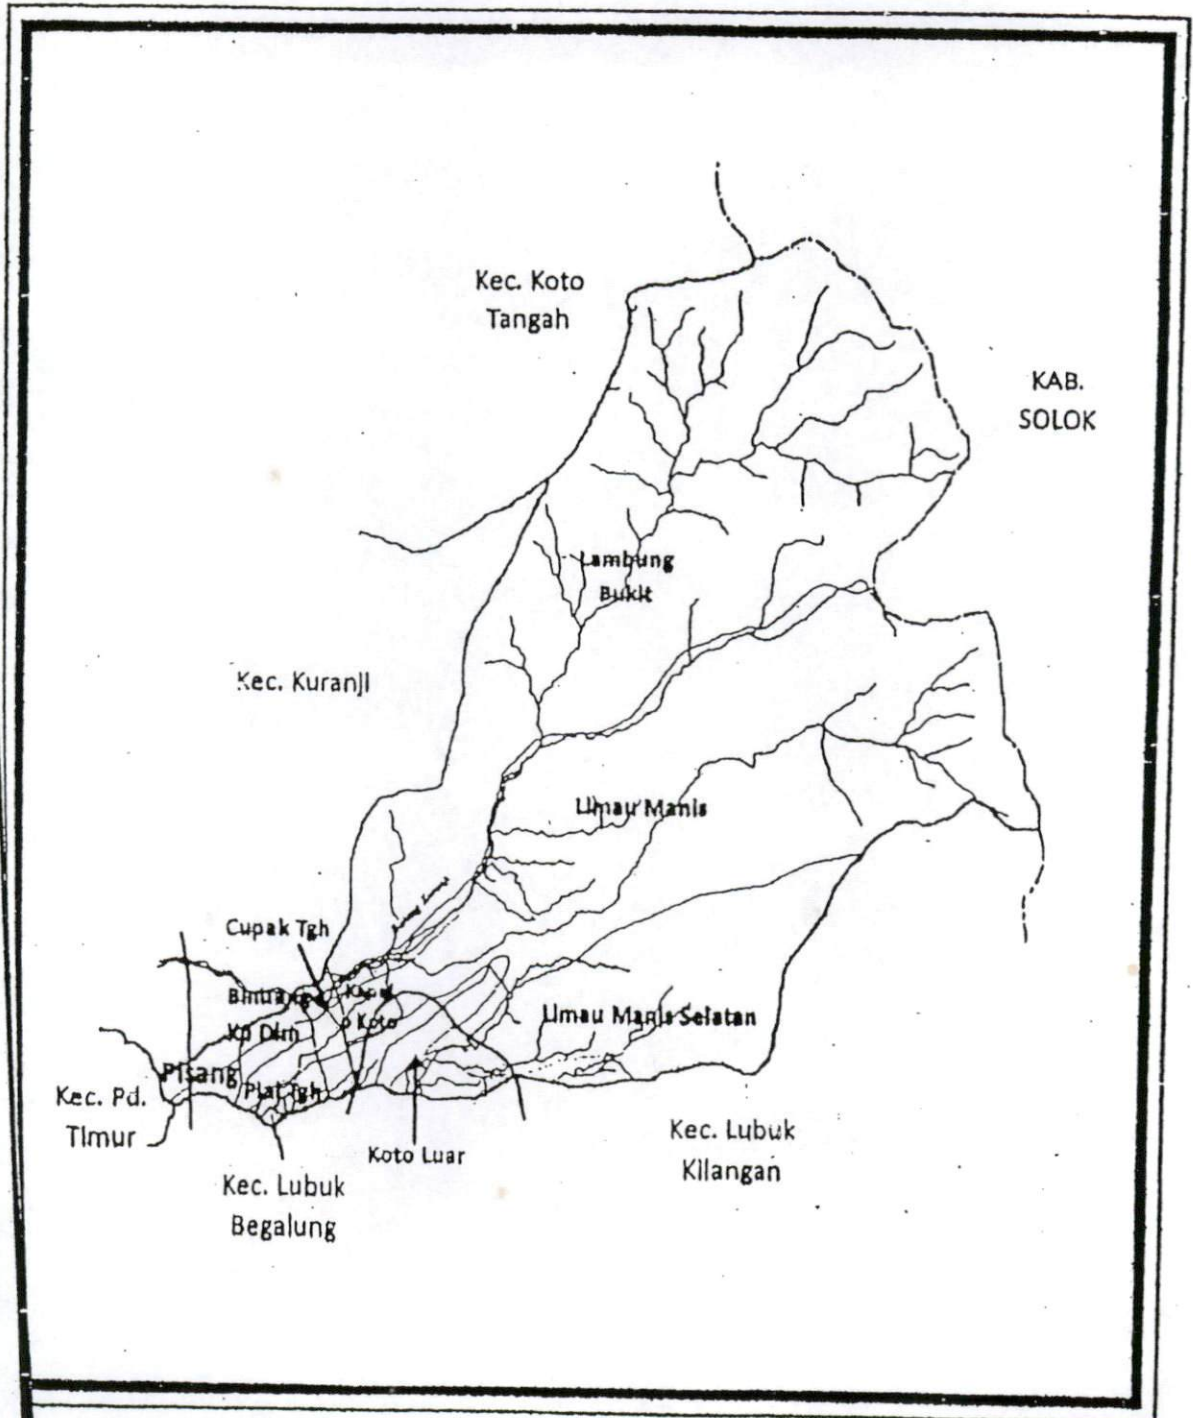 Kec. Koto
Tangah
KAB.
SOLOK
Lambung
Bukit
Kec. Kuranji
Limau Manis
Cupak Tgh
Binuang
Kp Dlm
Koto
Limau Manis Selatan
Pisang
Piai Tgh
Kec. Pd.
Timur
Koto Luar
Kec. Lubuk
Kilangan
Kec. Lubuk
Begalung